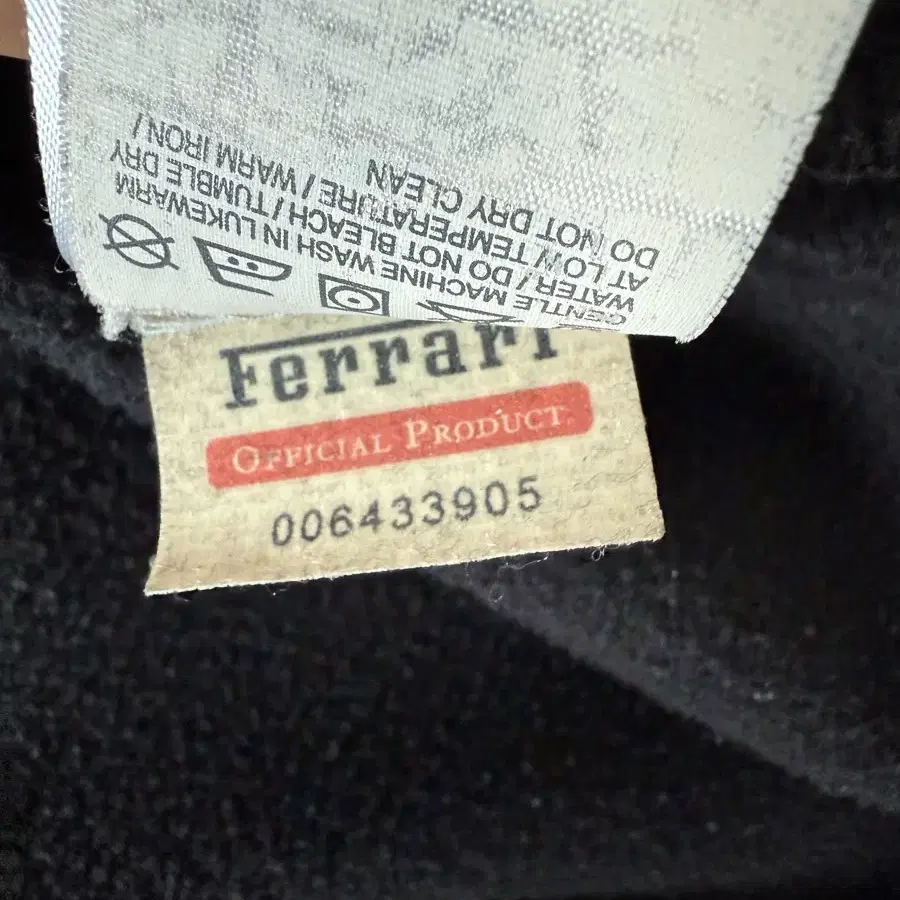 GENTLE MACHINE WASH IN LUKEWARM
WATER / DO NOT BLEACH / TUMBLE DRY
AT LOW TEMPERATURE / WARM IRON /
DO NOT DRY CLEAN
Ferrari
OFFICIAL PRODUCT
006433905